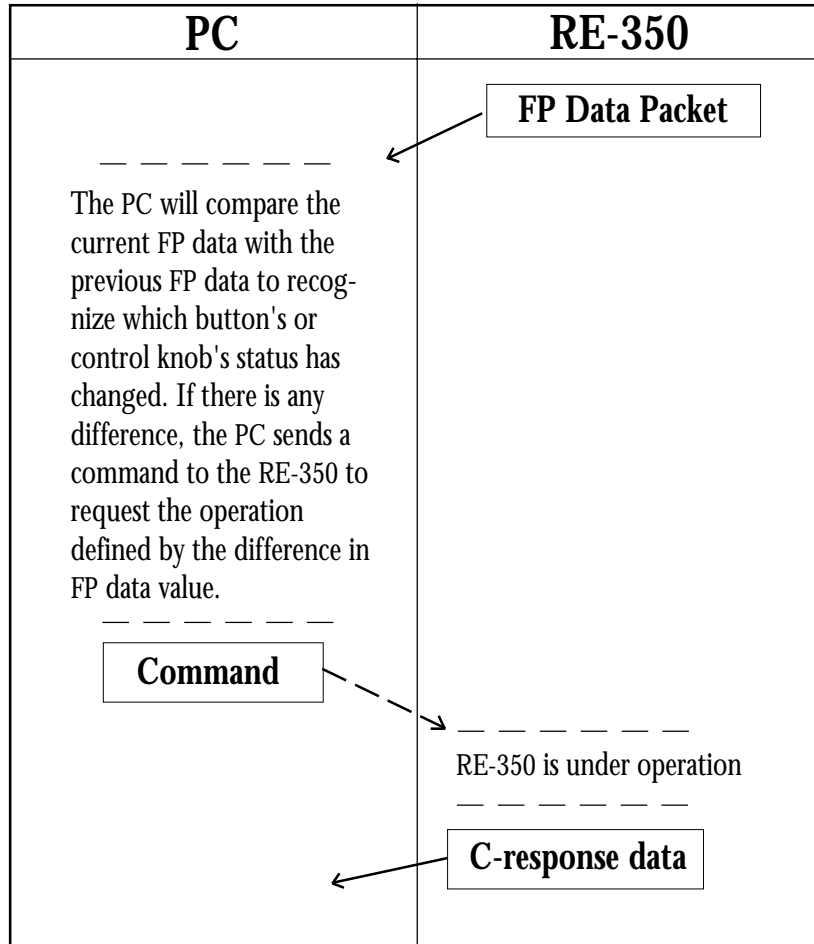 PC
RE-350
FP Data Packet
The PC will compare the
current FP data with the
previous FP data to recog-
nize which button's or
control knob's status has
changed. If there is any
difference, the PC sends a
command to the RE-350 to
request the operation
defined by the difference in
FP data value.
Command
RE-350 is under operation
C-response data